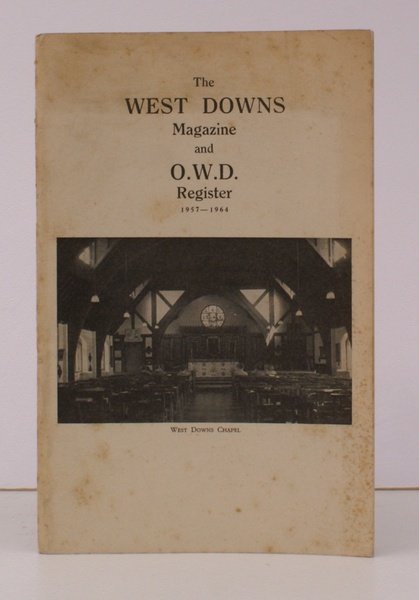 The
WEST DOWNS
Magazine
and
O.W.D.
Register
1957—1964
West Downs Chapel